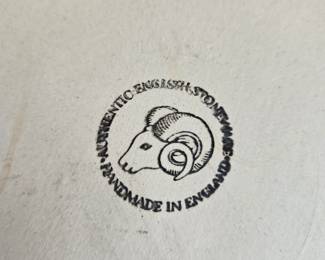 ·AUTHENTIC·ENGLISH·STONEWARE·
HANDMADE IN ENGLAND